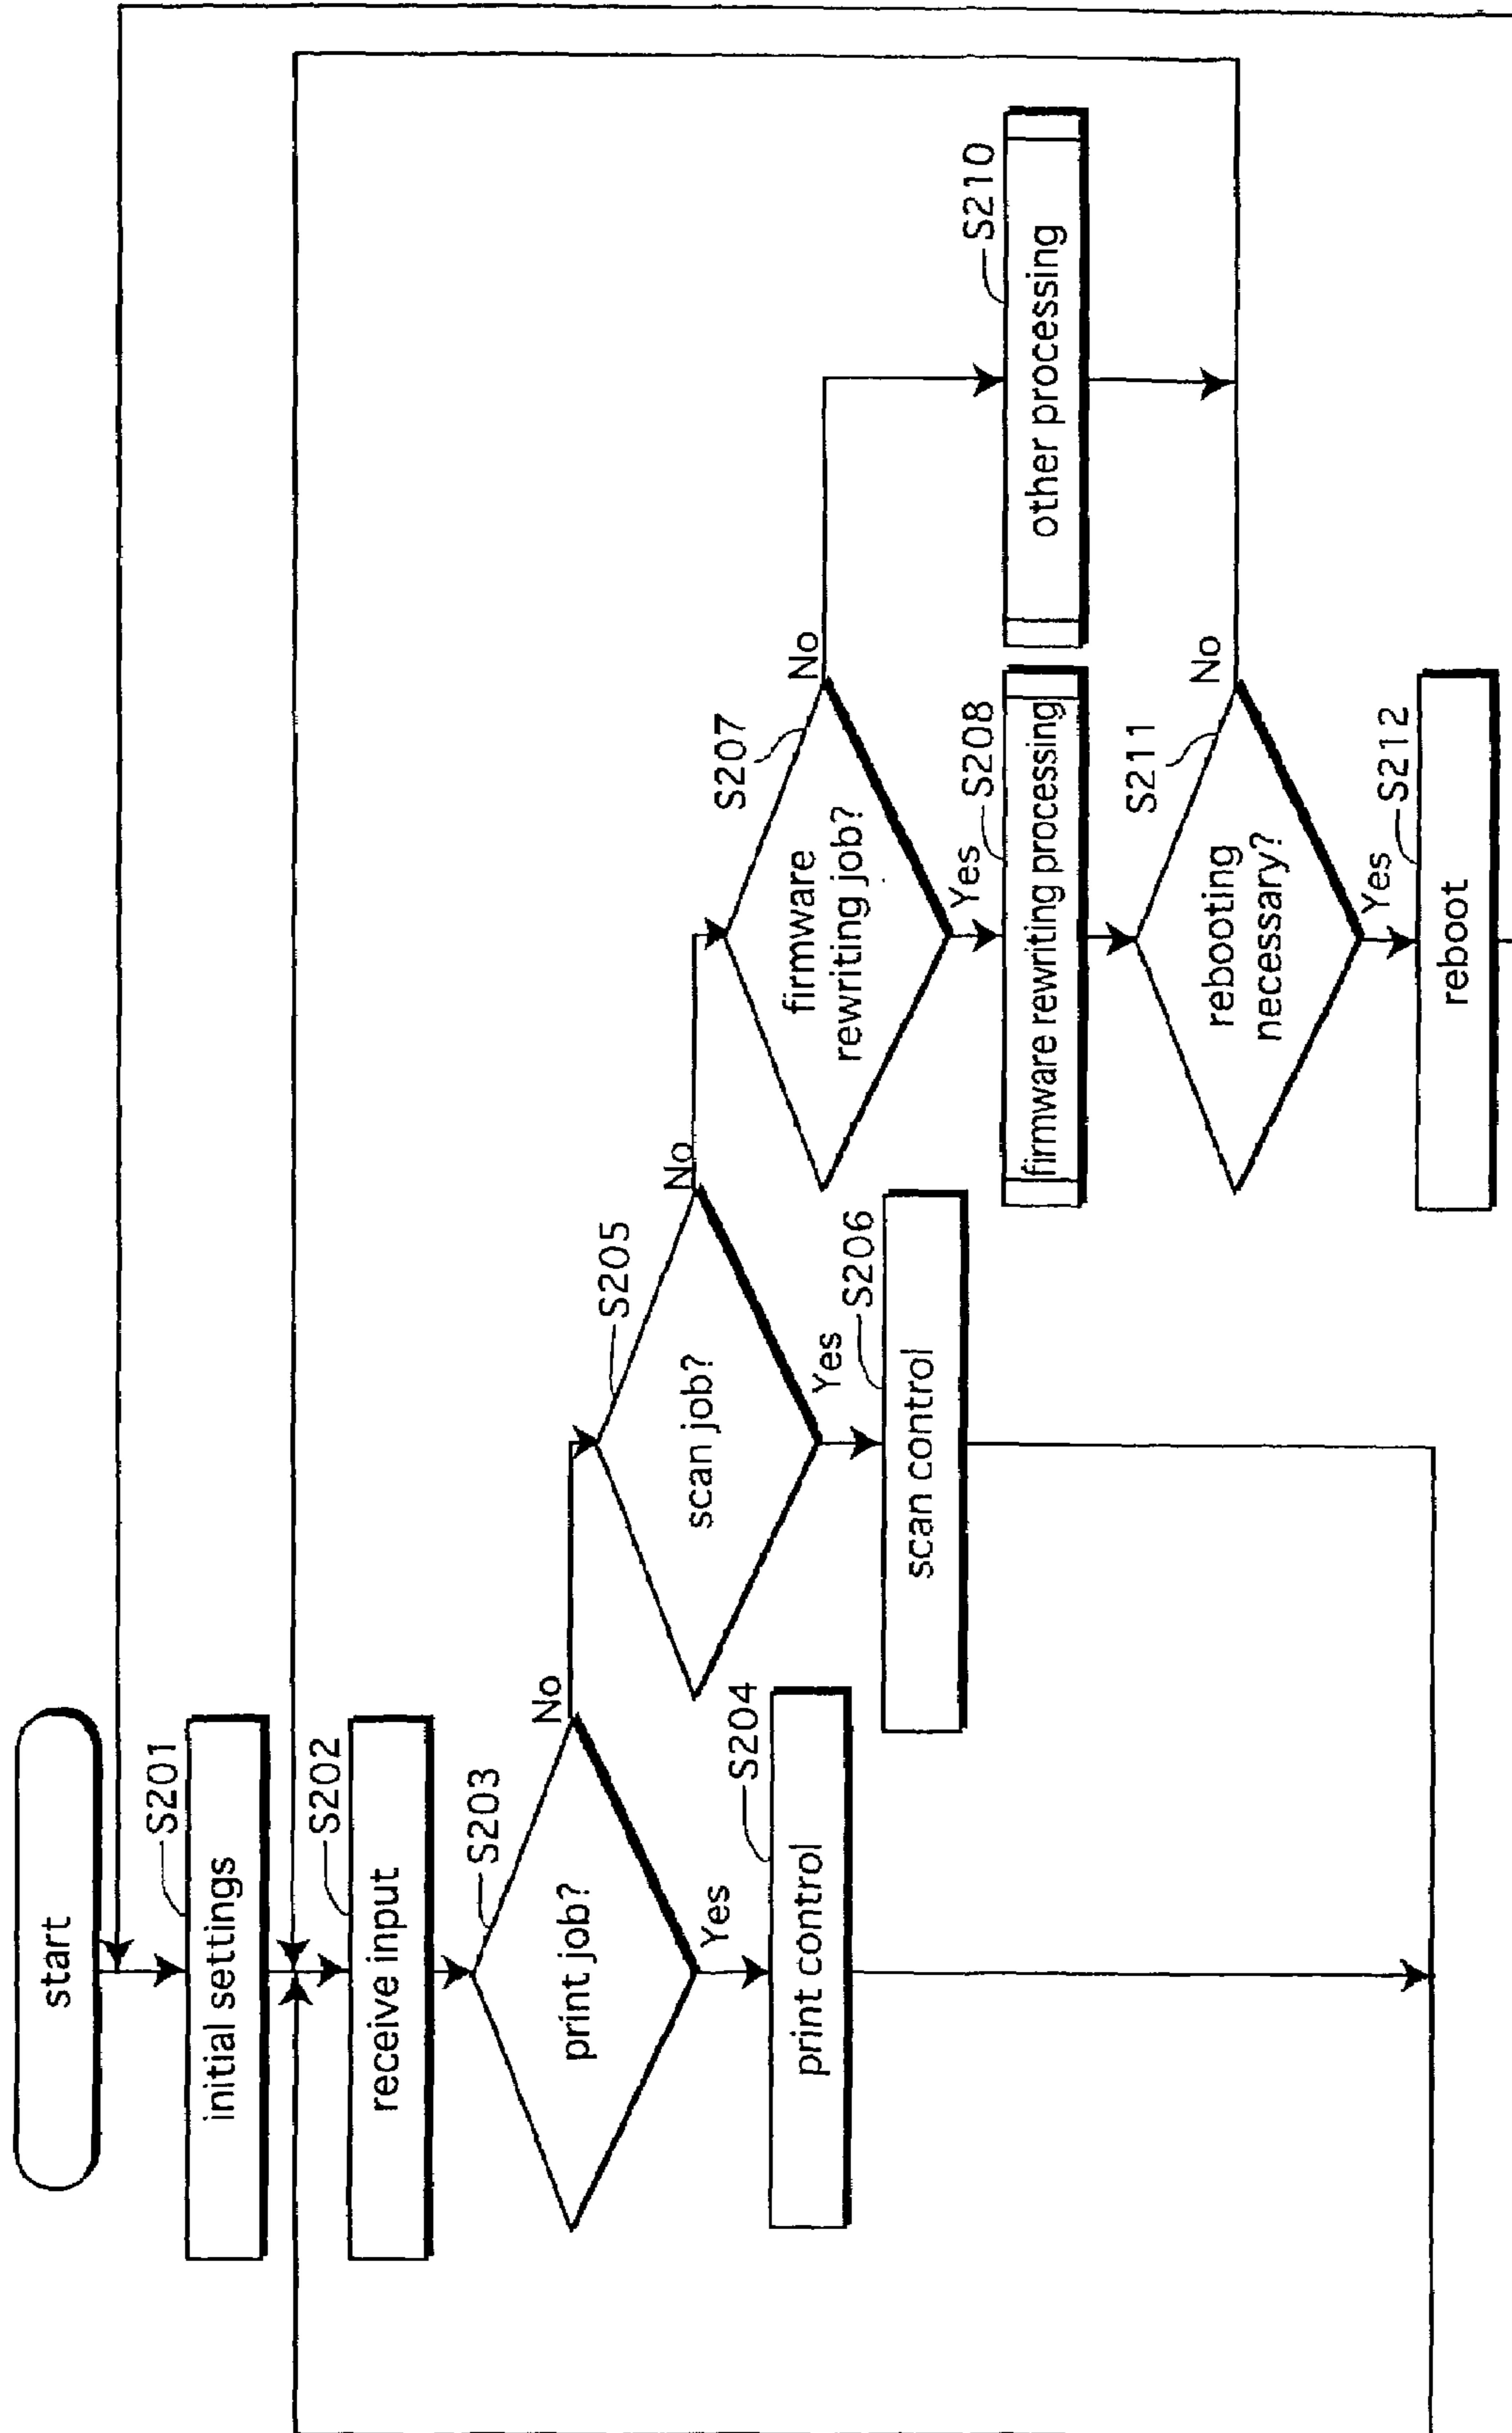 start
S201
initial settings
S202
receive input
S203
print job?
No
Yes
S204
print control
S205
scan job?
No
Yes
S206
scan control
S207
firmware
rewriting job?
No
Yes
S208
firmware rewriting processing
S210
other processing
S211
rebooting
necessary?
No
Yes
S212
reboot